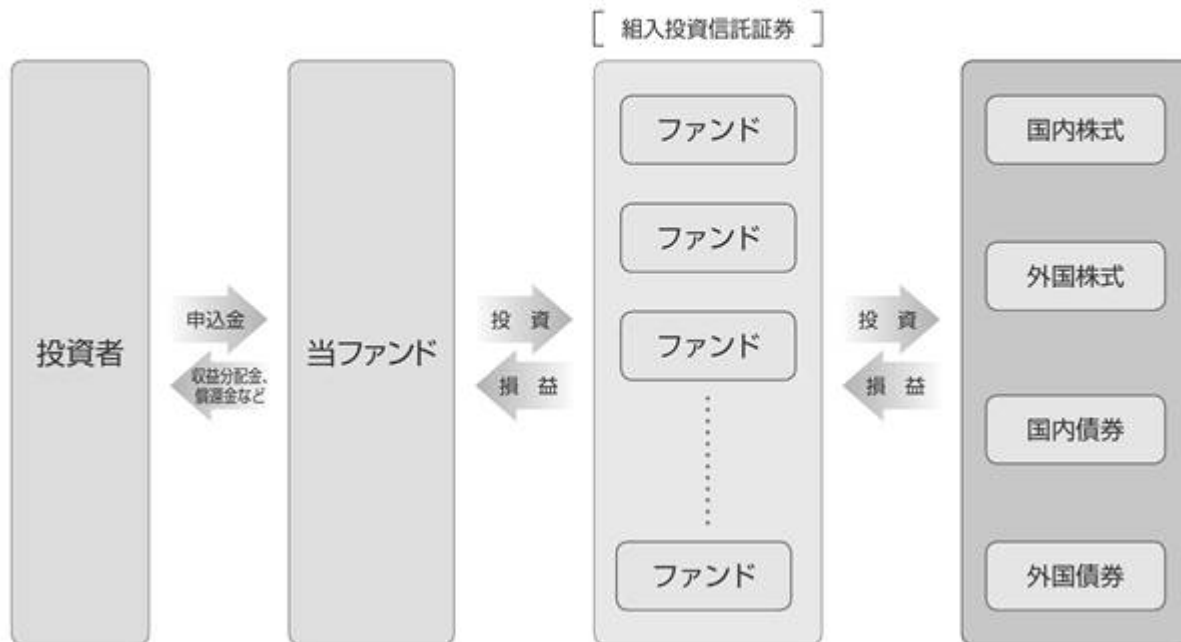 [ 組入投資信託証券 ]
投資者
申込金
収益分配金、
償還金など
当ファンド
投 資
損 益
ファンド
ファンド
ファンド
ファンド
投 資
損 益
国内株式
外国株式
国内債券
外国債券